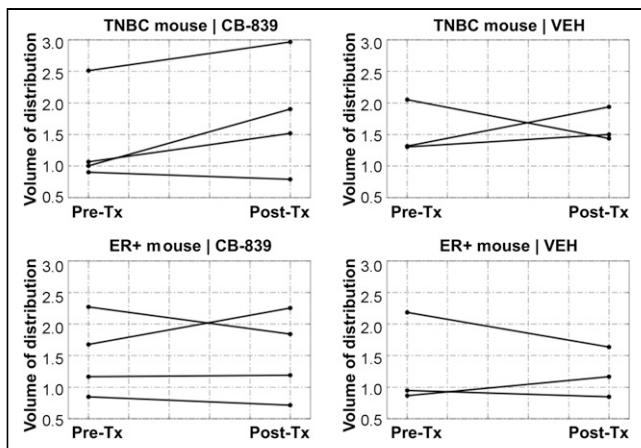 TNBC mouse | CB-839
Volume of distribution
3.0
2.5
2.0
1.5
1.0
0.5
Pre-Tx Post-Tx
TNBC mouse | VEH
Volume of distribution
3.0
2.5
2.0
1.5
1.0
0.5
Pre-Tx Post-Tx
ER+ mouse | CB-839
Volume of distribution
3.0
2.5
2.0
1.5
1.0
0.5
Pre-Tx Post-Tx
ER+ mouse | VEH
Volume of distribution
3.0
2.5
2.0
1.5
1.0
0.5
Pre-Tx Post-Tx